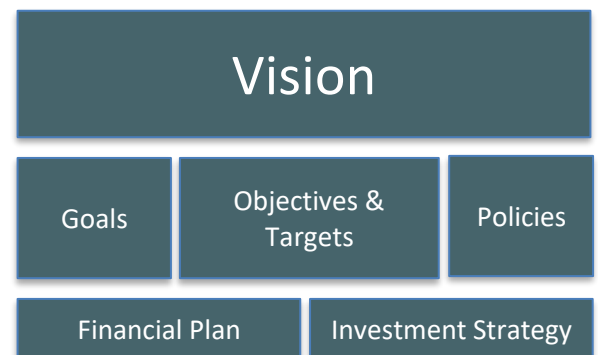 Vision
Goals
Objectives &
Targets
Policies
Financial Plan
Investment Strategy